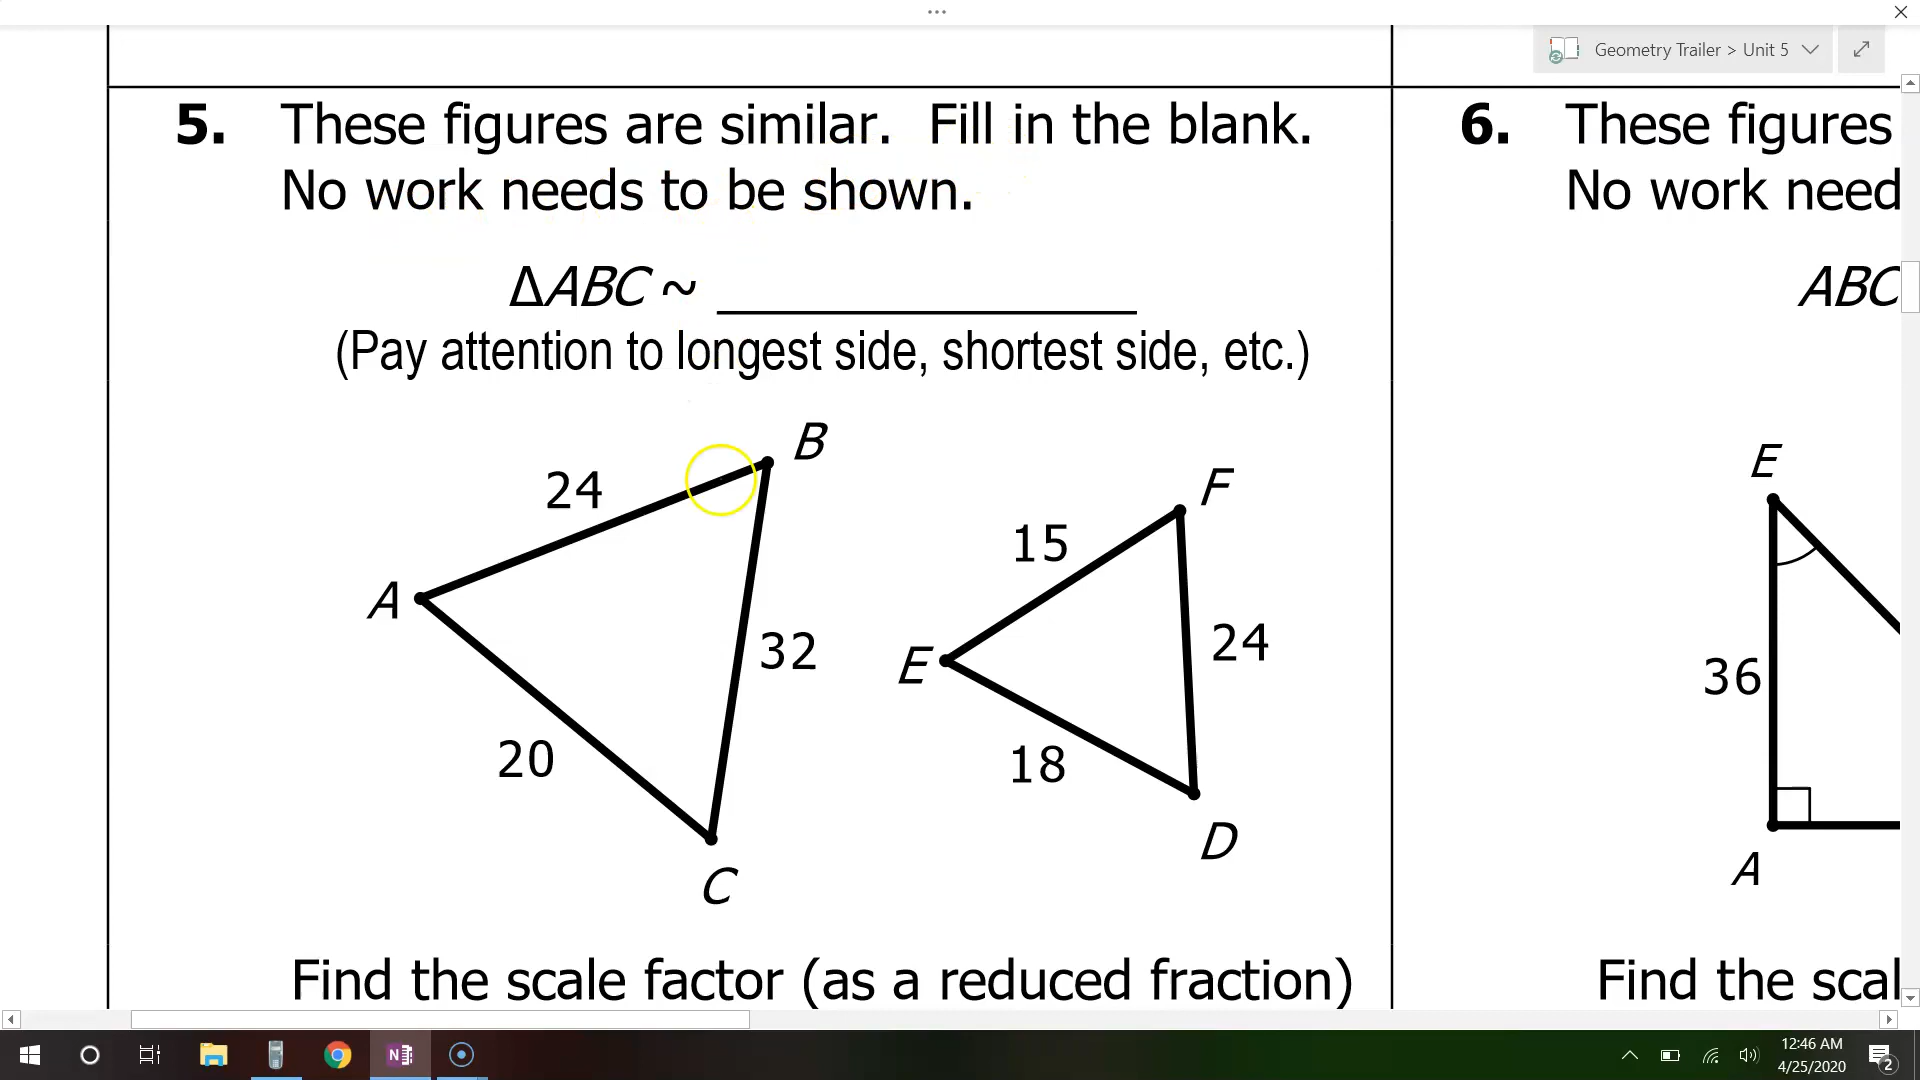 Geometry Trailer > Unit 5
5. These figures are similar. Fill in the blank.
No work needs to be shown.
ΔABC ~ ______________
(Pay attention to longest side, shortest side, etc.)
B
24
A
32
20
C
F
15
E
24
18
D
Find the scale factor (as a reduced fraction)
6. These figures
No work need
ABC
E
36
A
Find the scal
N
12:46 AM
4/25/2020
2